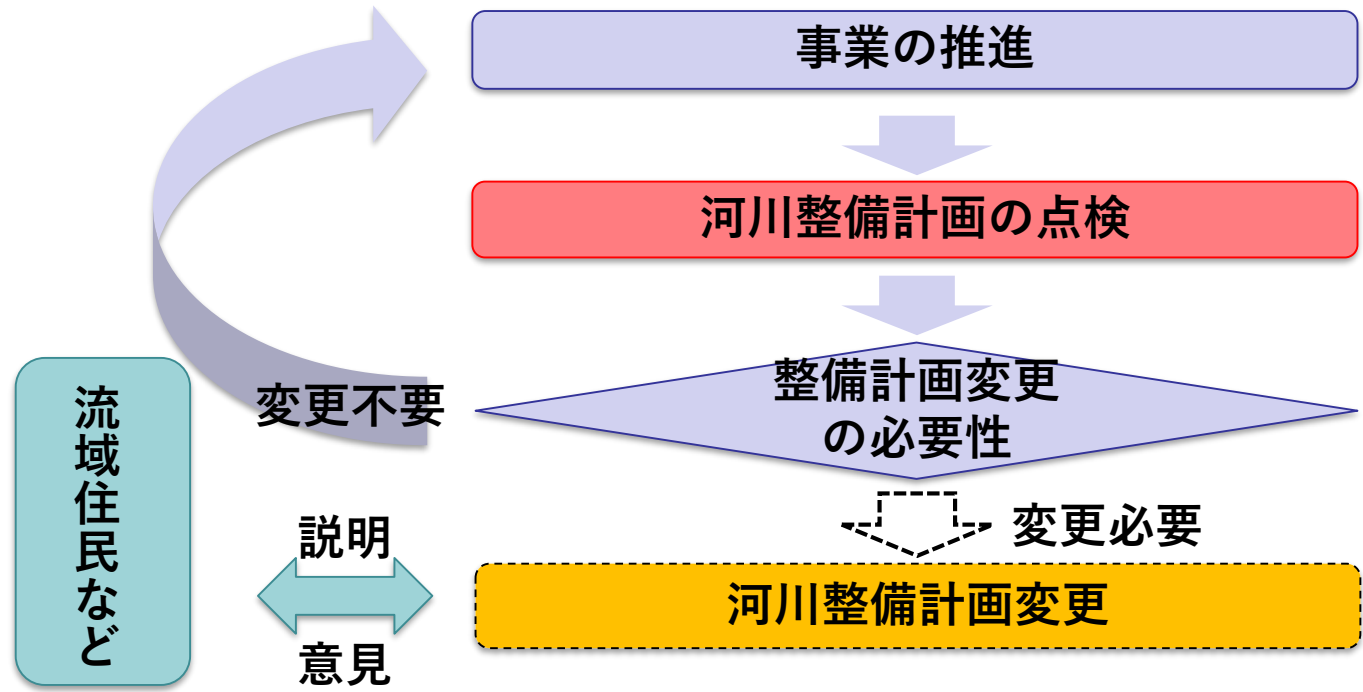 事業の推進
河川整備計画の点検
整備計画変更
の必要性
変更不要
変更必要
流域住民など
説明
意見
河川整備計画変更